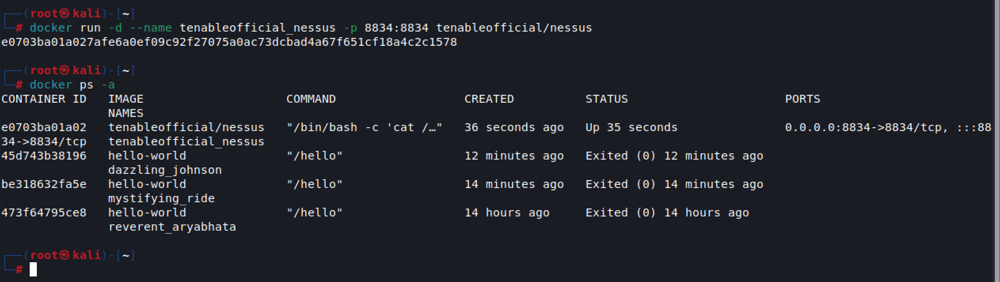 ┌──(root㉿kali)-[~]
└─# docker run -d --name tenableofficial_nessus -p 8834:8834 tenableofficial/nessus
e0703ba01a027afe6a0ef09c92f27075a0ac73dcbad4a67f651cf18a4c2c1578
┌──(root㉿kali)-[~]
└─# docker ps -a
CONTAINER ID   IMAGE                    COMMAND                  CREATED          STATUS                      PORTS
               NAMES
e0703ba01a02   tenableofficial/nessus   "/bin/bash -c 'cat /…"   36 seconds ago   Up 35 seconds               0.0.0.0:8834->8834/tcp, :::88
34->8834/tcp   tenableofficial_nessus
45d743b38196   hello-world              "/hello"                 12 minutes ago   Exited (0) 12 minutes ago
               dazzling_johnson
be318632fa5e   hello-world              "/hello"                 14 minutes ago   Exited (0) 14 minutes ago
               mystifying_ride
473f64795ce8   hello-world              "/hello"                 14 hours ago     Exited (0) 14 hours ago
               reverent_aryabhata
┌──(root㉿kali)-[~]
└─#